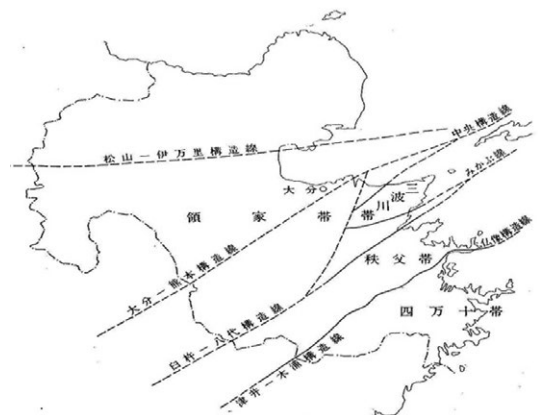 松山－伊万里構造線
中央構造線
みかぶ線
大分
三波川帯
領家帯
仏像構造線
秩父帯
大分－熊本構造線
四万十帯
臼杵－八代構造線
津井－木浦構造線